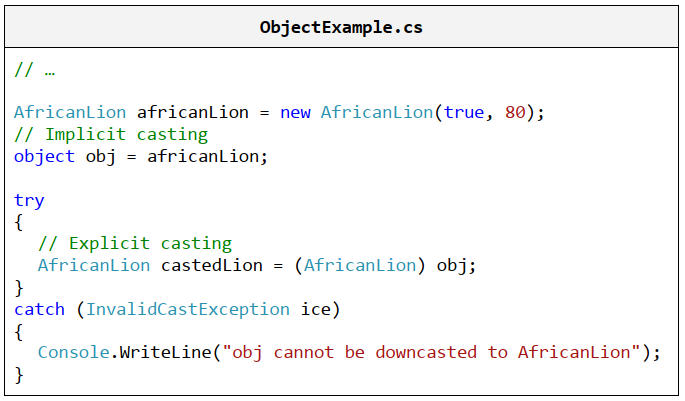 ObjectExample.cs
// …
AfricanLion africanLion = new AfricanLion(true, 80);
// Implicit casting
object obj = africanLion;
try
{
// Explicit casting
AfricanLion castedLion = (AfricanLion) obj;
}
catch (InvalidCastException ice)
{
Console.WriteLine("obj cannot be downcasted to AfricanLion");
}